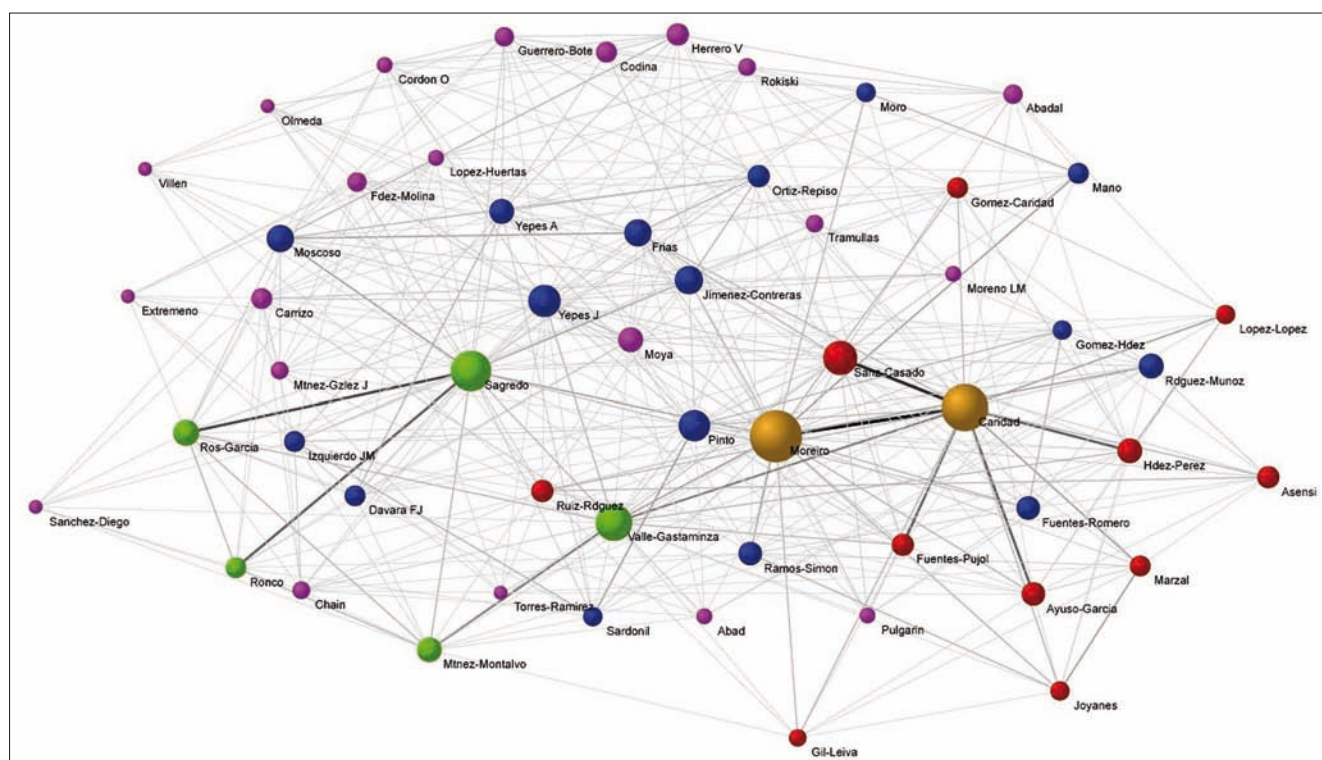 Guerrero-Bote
Herrero V
Codina
Cordon O
Rokiski
Moro
Abadal
Olmeda
Lopez-Huertas
Villen
Fdez-Molina
Ortiz-Repiso
Mano
Gomez-Caridad
Yepes A
Tramullas
Frias
Moscoso
Moreno LM
Jimenez-Contreras
Extremeno
Carrizo
Yepes J
Lopez-Lopez
Gomez-Hdez
Moya
Sanz-Casado
Rdguez-Munoz
Mtnez-Gzlez J
Sagredo
Caridad
Ros-Garcia
Izquierdo JM
Pinto
Moreiro
Hdez-Perez
Asensi
Ruiz-Rdguez
Davara FJ
Sanchez-Diego
Fuentes-Romero
Valle-Gastaminza
Fuentes-Pujol
Ramos-Simon
Ronco
Marzal
Chain
Torres-Ramirez
Ayuso-Garcia
Sardonil
Abad
Pulgarin
Mtnez-Montalvo
Joyanes
Gil-Leiva